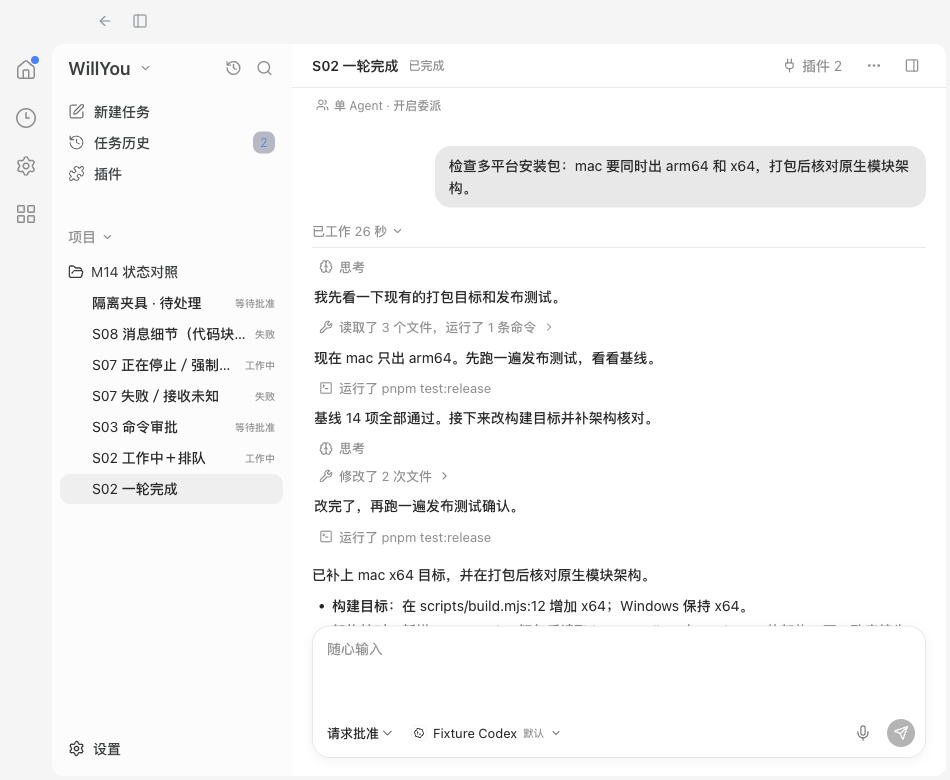 WillYou
新建任务
任务历史 2
插件
项目
M14 状态对照
隔离夹具 · 待处理 等待批准
S08 消息细节（代码块... 失败
S07 正在停止 / 强制... 工作中
S07 失败 / 接收未知 失败
S03 命令审批 等待批准
S02 工作中＋排队 工作中
S02 一轮完成
设置
S02 一轮完成 已完成 插件 2
单 Agent · 开启委派
检查多平台安装包：mac 要同时出 arm64 和 x64，打包后核对原生模块架
构。
已工作 26 秒
思考
我先看一下现有的打包目标和发布测试。
读取了 3 个文件，运行了 1 条命令
现在 mac 只出 arm64。先跑一遍发布测试，看看基线。
运行了 pnpm test:release
基线 14 项全部通过。接下来改构建目标并补架构核对。
思考
修改了 2 次文件
改完了，再跑一遍发布测试确认。
运行了 pnpm test:release
已补上 mac x64 目标，并在打包后核对原生模块架构。
• 构建目标：在 scripts/build.mjs:12 增加 x64；Windows 保持 x64。
随心输入
请求批准 Fixture Codex 默认